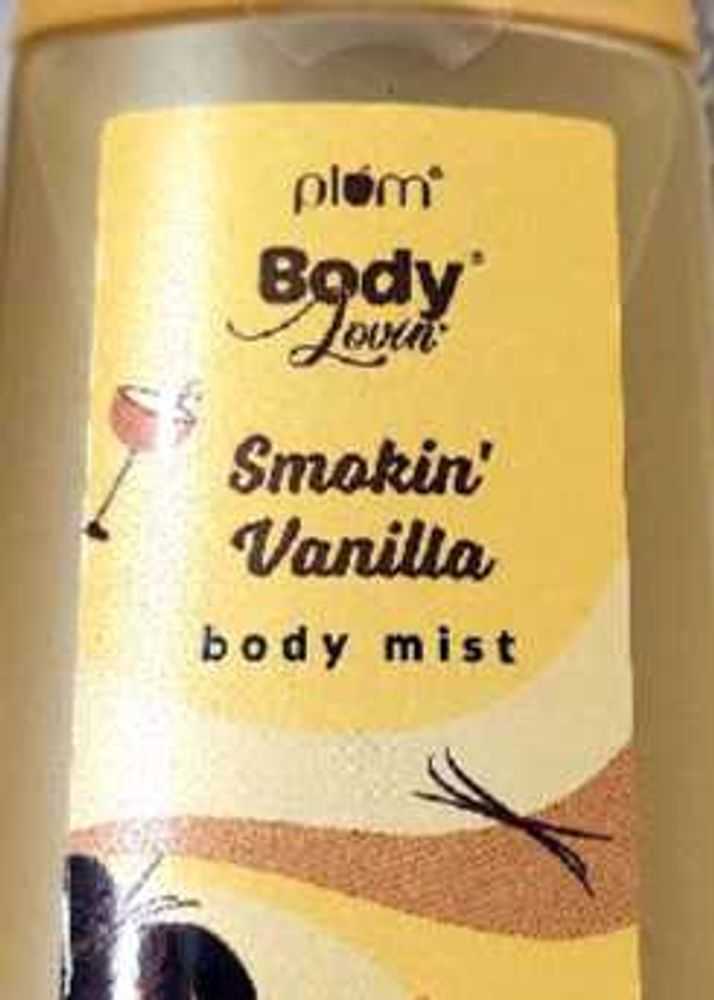 plum®
Body®
Lovin'
Smokin'
Vanilla
body mist